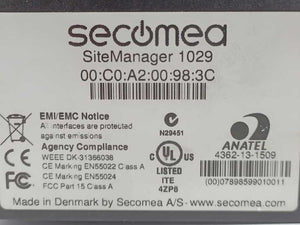 secomea
SiteManager 1029
00:C0:A2:00:98:3C
EMI/EMC Notice
All interfaces are protected
against emissions
Agency Compliance
WEEE DK-31366038
CE Marking EN55022 Class A
CE Marking EN55024
FCC Part 15 Class A
N29451
C UL US
LISTED
ITE
4ZP8
ANATEL
4362-13-1509
(00)07898599010011
Made in Denmark by Secomea A/S - www.secomea.com